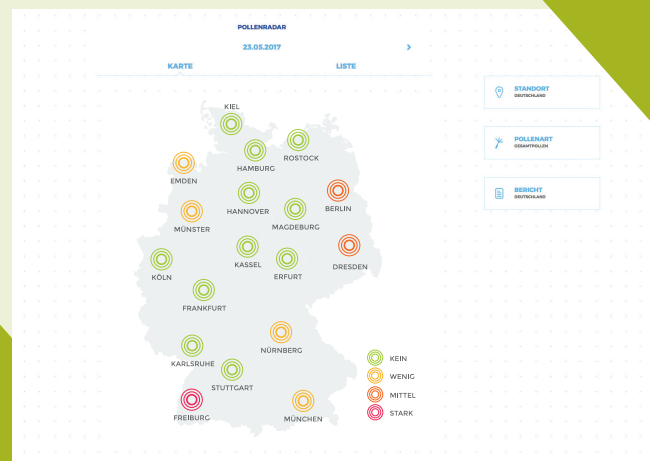 POLLENRADAR
23.05.2017
KARTE
LISTE
STANDORT
DEUTSCHLAND
POLLENART
GESAMTPOLLEN
BERICHT
DEUTSCHLAND
KIEL
ROSTOCK
HAMBURG
EMDEN
HANNOVER
BERLIN
MÜNSTER
MAGDEBURG
KASSEL
DRESDEN
KÖLN
ERFURT
FRANKFURT
NÜRNBERG
KARLSRUHE
STUTTGART
FREIBURG
MÜNCHEN
KEIN
WENIG
MITTEL
STARK